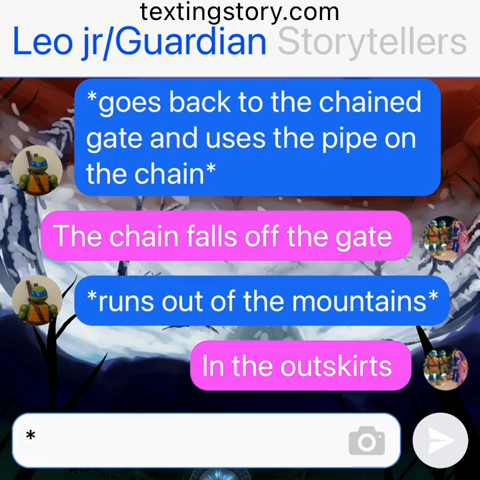 textingstory.com
Leo jr/Guardian Storytellers
*goes back to the chained
gate and uses the pipe on
the chain*
The chain falls off the gate
*runs out of the mountains*
In the outskirts
*